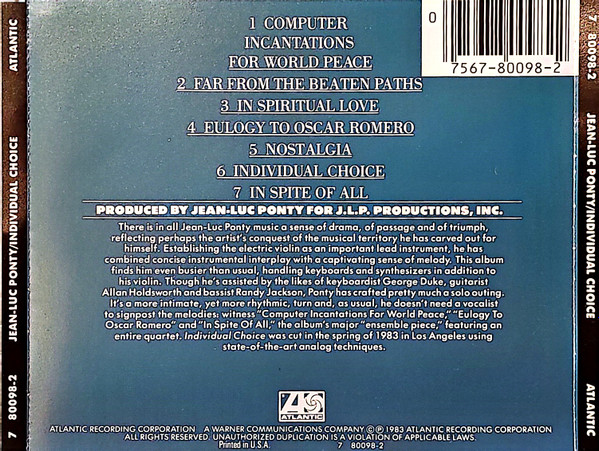 7 80098-2 JEAN-LUC PONTY/INDIVIDUAL CHOICE ATLANTIC
1 COMPUTER
INCANTATIONS
FOR WORLD PEACE
2 FAR FROM THE BEATEN PATHS
3 IN SPIRITUAL LOVE
4 EULOGY TO OSCAR ROMERO
5 NOSTALGIA
6 INDIVIDUAL CHOICE
7 IN SPITE OF ALL
0
7567-80098-2
PRODUCED BY JEAN-LUC PONTY FOR J.L.P. PRODUCTIONS, INC.
There is in all Jean-Luc Ponty music a sense of drama, of passage and of triumph,
reflecting perhaps the artist's conquest of the musical territory he has carved out for
himself. Establishing the electric violin as an important lead instrument, he has
combined concise instrumental interplay with a captivating sense of melody. This album
finds him even busier than usual, handling keyboards and synthesizers in addition to
his violin. Though he's assisted by the likes of keyboardist George Duke, guitarist
Allan Holdsworth and bassist Randy Jackson, Ponty has crafted pretty much a solo outing.
It's a more intimate, yet more rhythmic, turn and, as usual, he doesn't need a vocalist
to signpost the melodies: witness "Computer Incantations For World Peace," "Eulogy To
Oscar Romero" and "In Spite Of All," the album's major "ensemble piece," featuring an
entire quartet. Individual Choice was cut in the spring of 1983 in Los Angeles using
state-of-the-art analog techniques.
ATLANTIC RECORDING CORPORATION A WARNER COMMUNICATIONS COMPANY. ©℗ 1983 ATLANTIC RECORDING CORPORATION
ALL RIGHTS RESERVED. UNAUTHORIZED DUPLICATION IS A VIOLATION OF APPLICABLE LAWS.
Printed in U.S.A. 7 80098-2
7 80098-2 JEAN-LUC PONTY/INDIVIDUAL CHOICE ATLANTIC